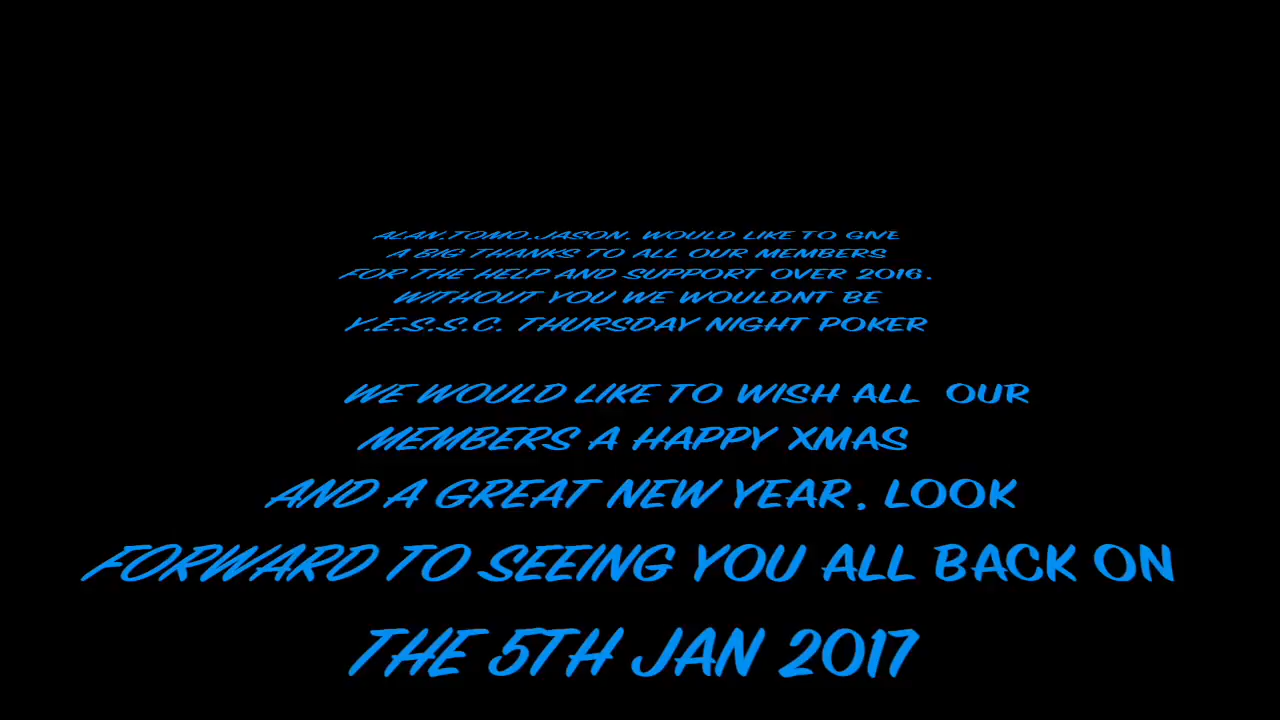 ALAN.TOMO.JASON. WOULD LIKE TO GIVE
A BIG THANKS TO ALL OUR MEMBERS
FOR THE HELP AND SUPPORT OVER 2016.
WITHOUT YOU WE WOULDNT BE
Y.E.S.S.C. THURSDAY NIGHT POKER
WE WOULD LIKE TO WISH ALL OUR
MEMBERS A HAPPY XMAS
AND A GREAT NEW YEAR, LOOK
FORWARD TO SEEING YOU ALL BACK ON
THE 5TH JAN 2017